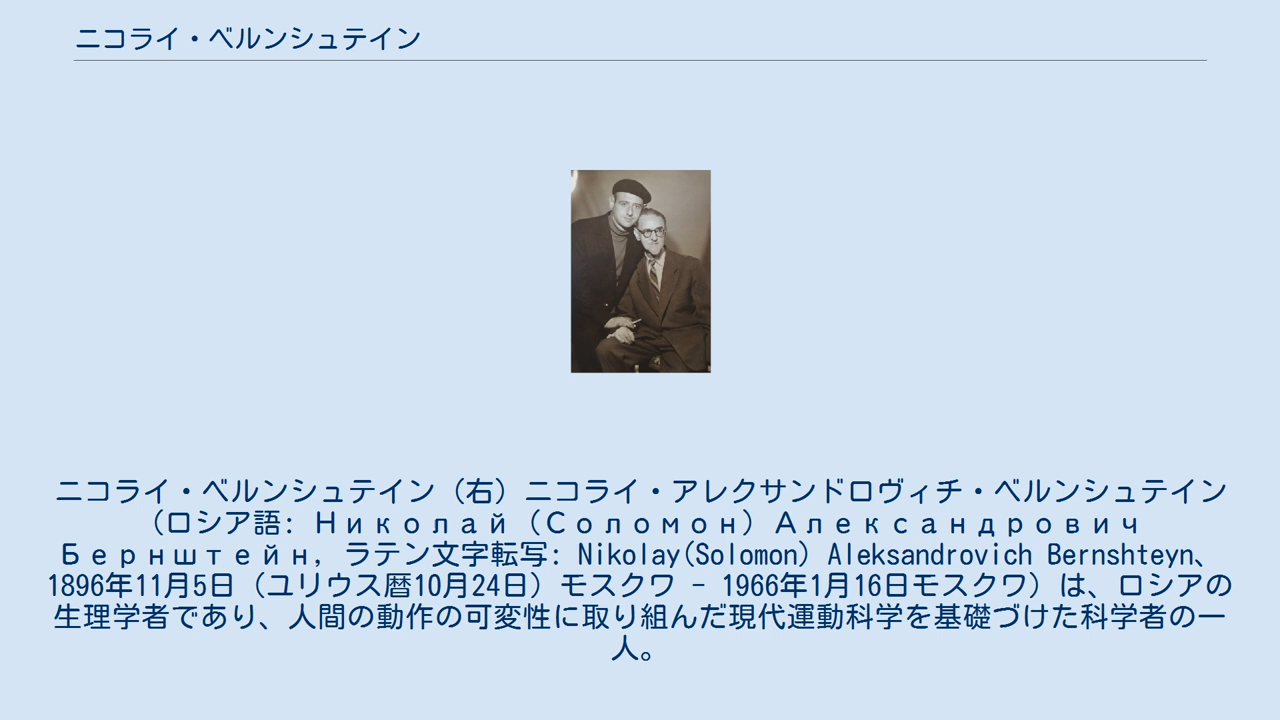 ニコライ・ベルンシュテイン
ニコライ・ベルンシュテイン（右）ニコライ・アレクサンドロヴィチ・ベルンシュテイン
（ロシア語: Николай（Соломон）Александрович
Бернштейн, ラテン文字転写: Nikolay(Solomon) Aleksandrovich Bernshteyn、
1896年11月5日（ユリウス暦10月24日）モスクワ - 1966年1月16日モスクワ）は、ロシアの
生理学者であり、人間の動作の可変性に取り組んだ現代運動科学を基礎づけた科学者の一
人。